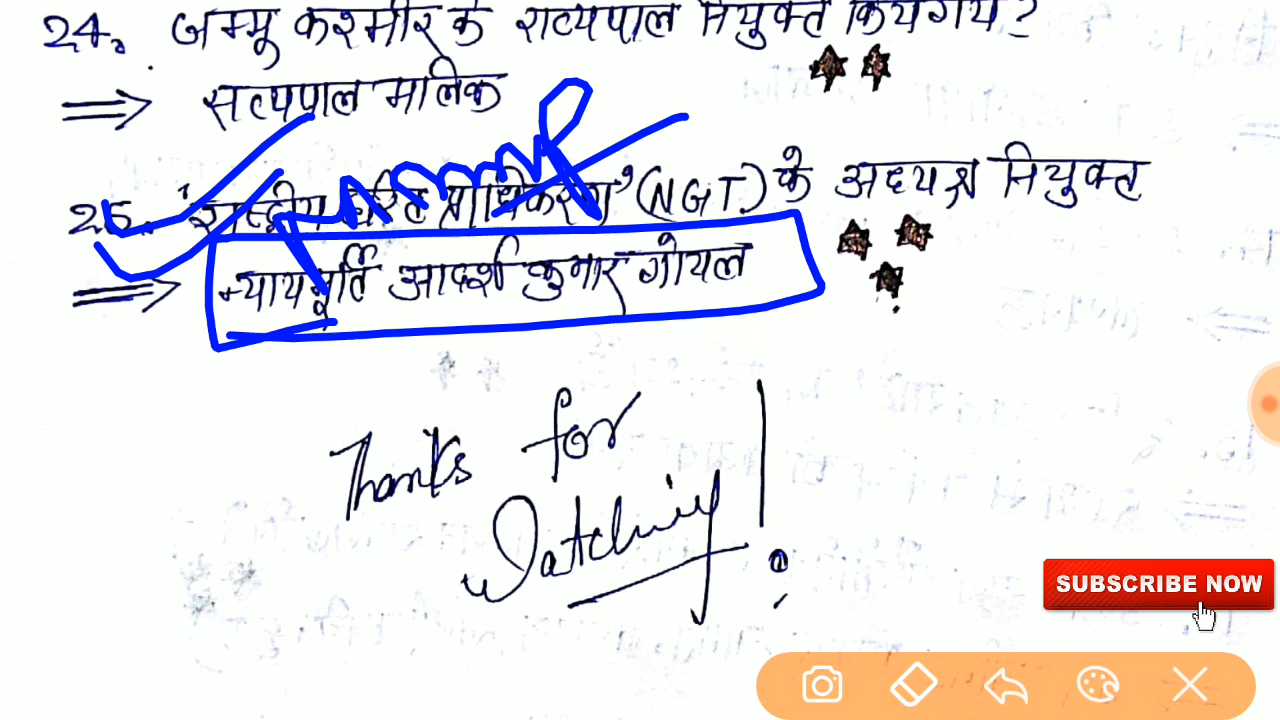 24. जम्मू कश्मीर के राज्यपाल नियुक्त किये गये?
⇒ सत्यपाल मालिक
25. 'राष्ट्रीय हरित प्राधिकरण' (NGT.) के अध्यक्ष नियुक्त
⇒ न्यायमूर्ति आदर्श कुमार गोयल
Thanks for
Watching!
SUBSCRIBE NOW